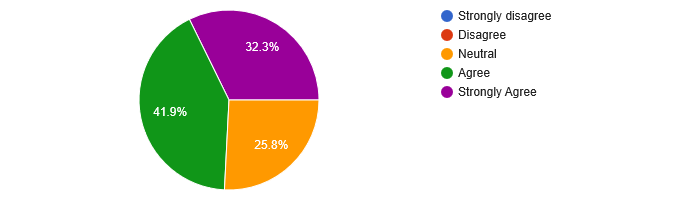 32.3%
41.9%
25.8%
Strongly disagree
Disagree
Neutral
Agree
Strongly Agree